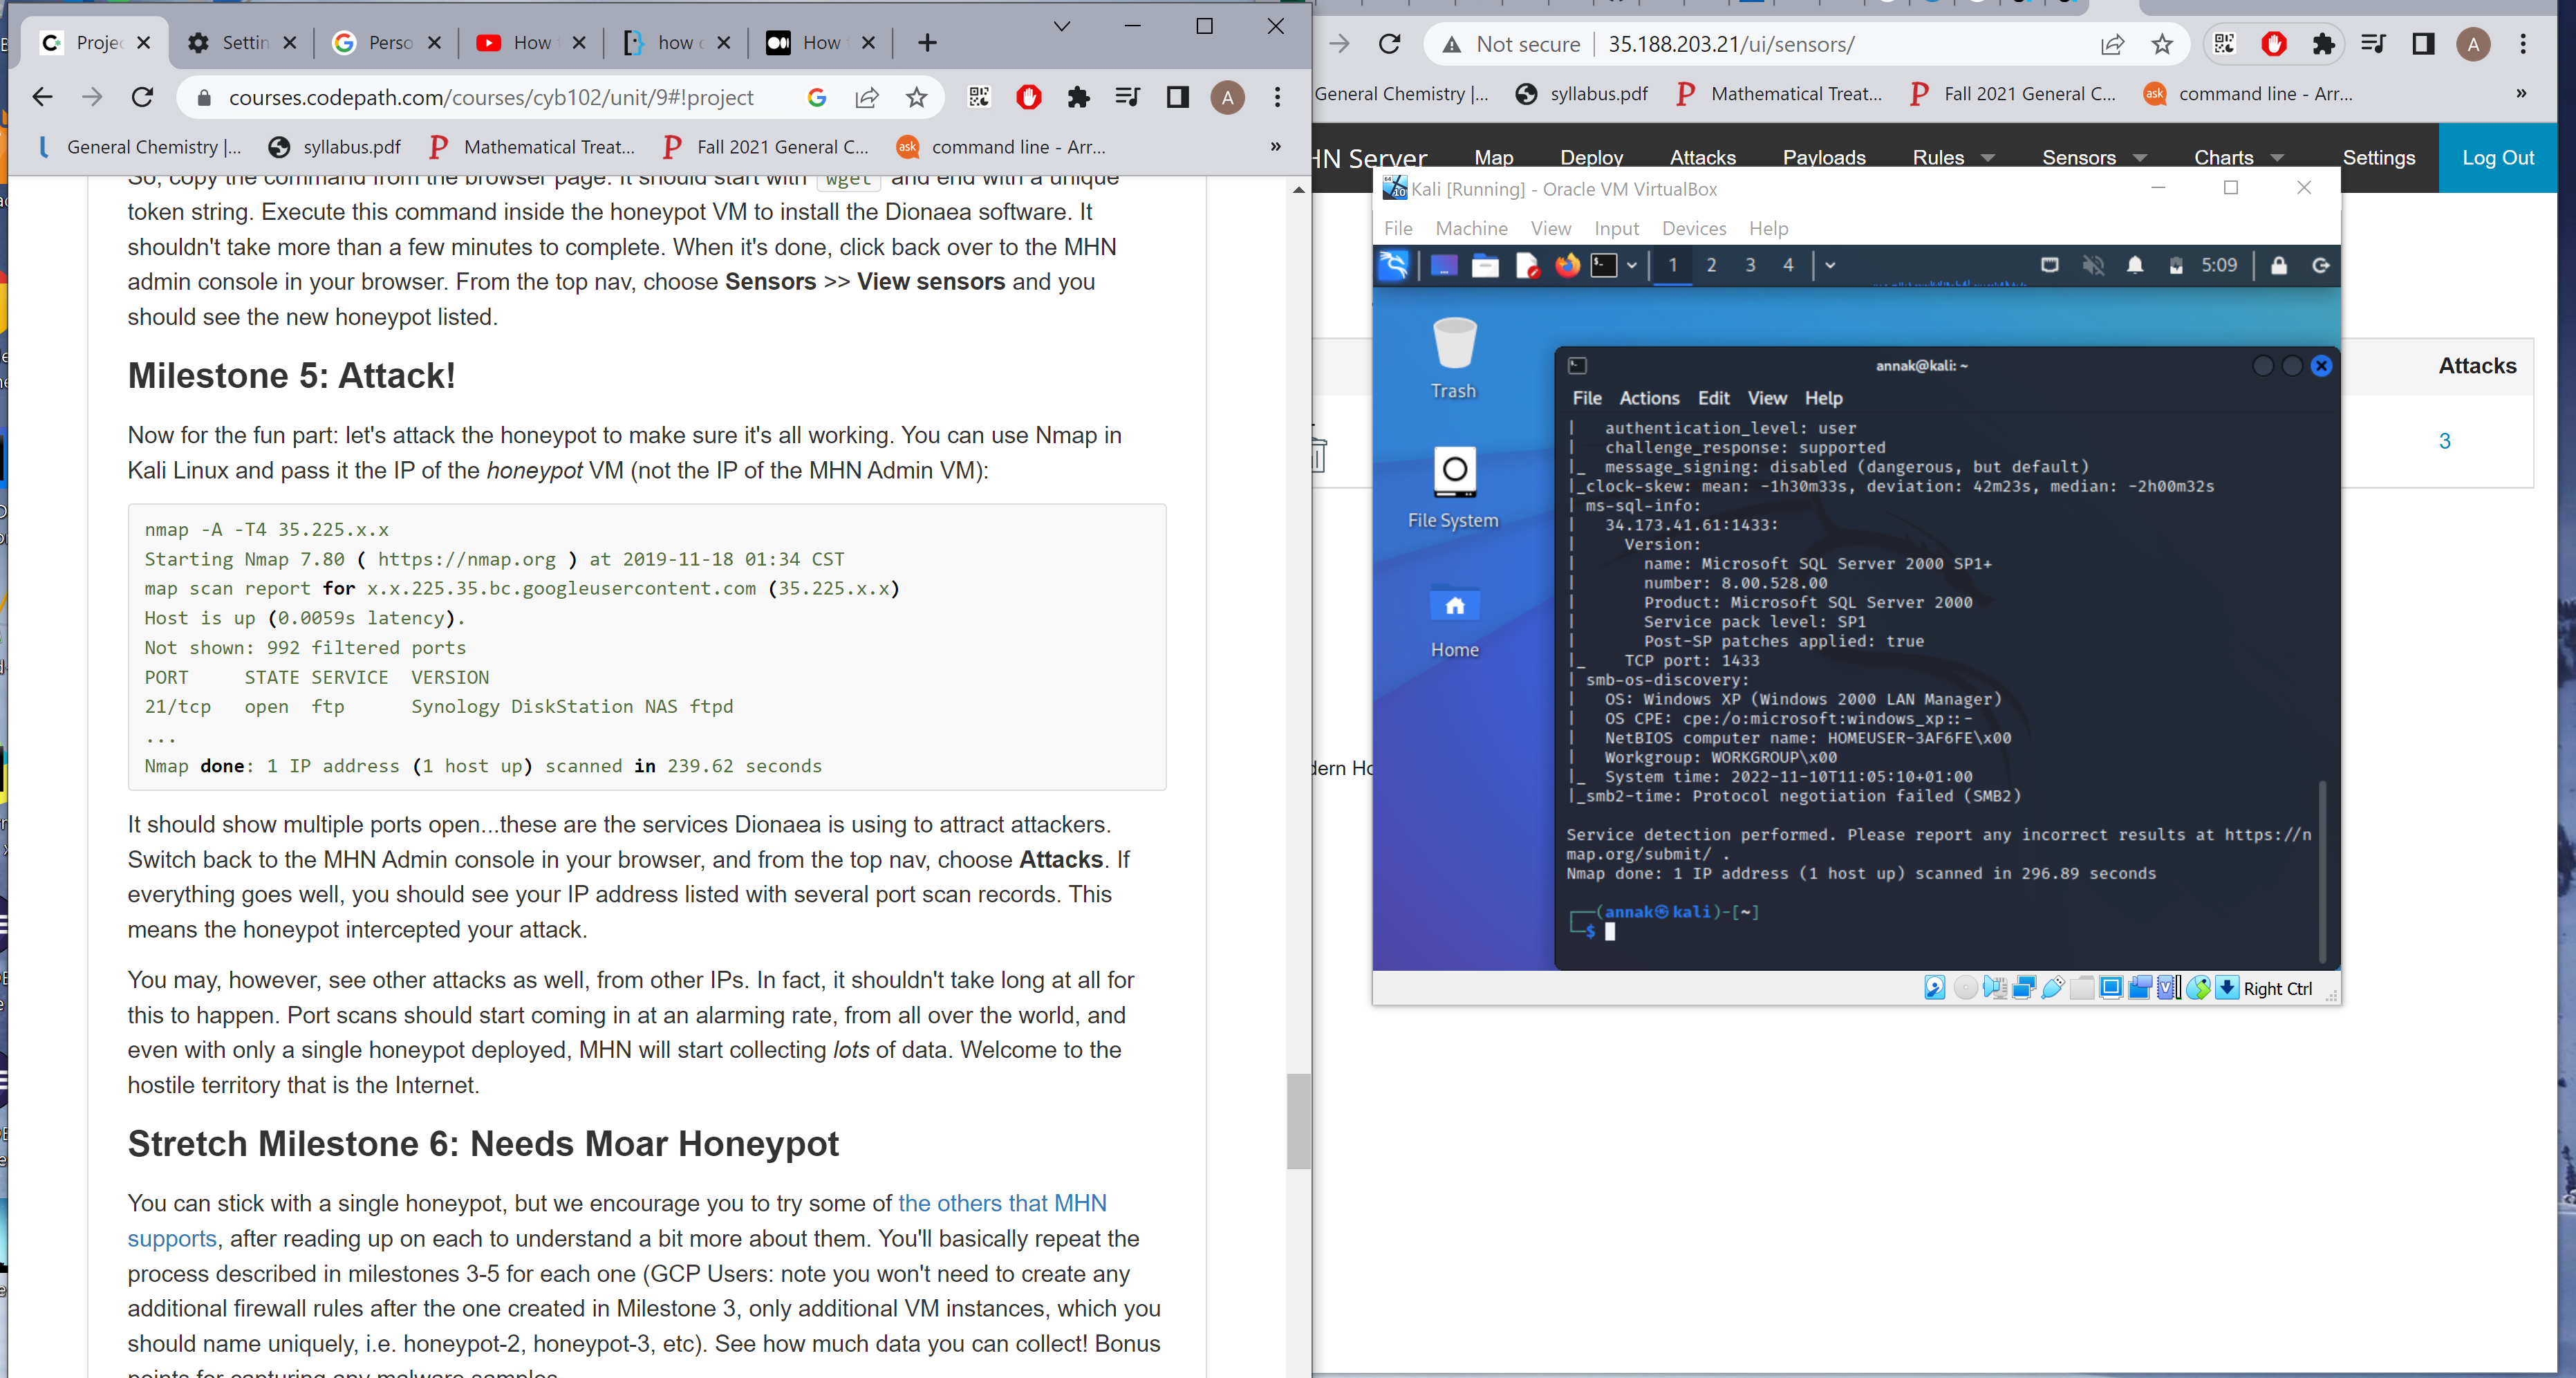 Projec
Settin
Perso
How
how c
How
courses.codepath.com/courses/cyb102/unit/9#!project
A
General Chemistry |...
syllabus.pdf
Mathematical Treat...
Fall 2021 General C...
ask
command line - Arr...
»
So, copy the command from the browser page. It should start with wget and end with a unique
token string. Execute this command inside the honeypot VM to install the Dionaea software. It
shouldn't take more than a few minutes to complete. When it's done, click back over to the MHN
admin console in your browser. From the top nav, choose Sensors >> View sensors and you
should see the new honeypot listed.
Milestone 5: Attack!
Now for the fun part: let's attack the honeypot to make sure it's all working. You can use Nmap in
Kali Linux and pass it the IP of the honeypot VM (not the IP of the MHN Admin VM):
nmap -A -T4 35.225.x.x
Starting Nmap 7.80 ( https://nmap.org ) at 2019-11-18 01:34 CST
map scan report for x.x.225.35.bc.googleusercontent.com (35.225.x.x)
Host is up (0.0059s latency).
Not shown: 992 filtered ports
PORT     STATE SERVICE  VERSION
21/tcp   open  ftp      Synology DiskStation NAS ftpd
...
Nmap done: 1 IP address (1 host up) scanned in 239.62 seconds
It should show multiple ports open...these are the services Dionaea is using to attract attackers.
Switch back to the MHN Admin console in your browser, and from the top nav, choose Attacks. If
everything goes well, you should see your IP address listed with several port scan records. This
means the honeypot intercepted your attack.
You may, however, see other attacks as well, from other IPs. In fact, it shouldn't take long at all for
this to happen. Port scans should start coming in at an alarming rate, from all over the world, and
even with only a single honeypot deployed, MHN will start collecting lots of data. Welcome to the
hostile territory that is the Internet.
Stretch Milestone 6: Needs Moar Honeypot
You can stick with a single honeypot, but we encourage you to try some of the others that MHN
supports, after reading up on each to understand a bit more about them. You'll basically repeat the
process described in milestones 3-5 for each one (GCP Users: note you won't need to create any
additional firewall rules after the one created in Milestone 3, only additional VM instances, which you
should name uniquely, i.e. honeypot-2, honeypot-3, etc). See how much data you can collect! Bonus
points for capturing any malware samples.
Not secure | 35.188.203.21/ui/sensors/
A
General Chemistry |...
syllabus.pdf
Mathematical Treat...
Fall 2021 General C...
ask
command line - Arr...
»
HN Server
Map
Deploy
Attacks
Payloads
Rules
Sensors
Charts
Settings
Log Out
Attacks
3
dern Ho
Kali [Running] - Oracle VM VirtualBox
File Machine View Input Devices Help
1 2 3 4
5:09
Trash
File System
Home
annak@kali: ~
File Actions Edit View Help
|   authentication_level: user
|   challenge_response: supported
|_  message_signing: disabled (dangerous, but default)
|_clock-skew: mean: -1h30m33s, deviation: 42m23s, median: -2h00m32s
| ms-sql-info:
|   34.173.41.61:1433:
|     Version:
|       name: Microsoft SQL Server 2000 SP1+
|       number: 8.00.528.00
|       Product: Microsoft SQL Server 2000
|       Service pack level: SP1
|       Post-SP patches applied: true
|_    TCP port: 1433
| smb-os-discovery:
|   OS: Windows XP (Windows 2000 LAN Manager)
|   OS CPE: cpe:/o:microsoft:windows_xp::-
|   NetBIOS computer name: HOMEUSER-3AF6FE\x00
|   Workgroup: WORKGROUP\x00
|_  System time: 2022-11-10T11:05:10+01:00
|_smb2-time: Protocol negotiation failed (SMB2)
Service detection performed. Please report any incorrect results at https://n
map.org/submit/ .
Nmap done: 1 IP address (1 host up) scanned in 296.89 seconds
(annak㉿kali)-[~]
$
Right Ctrl